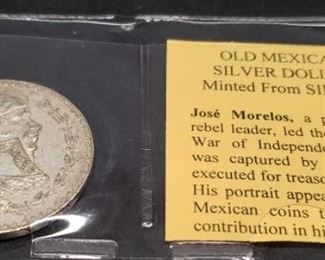 OLD MEXICA
SILVER DOLL
Minted From SI
José Morelos, a p
rebel leader, led th
War of Independe
was captured by
executed for treaso
His portrait appea
Mexican coins t
contribution in hi